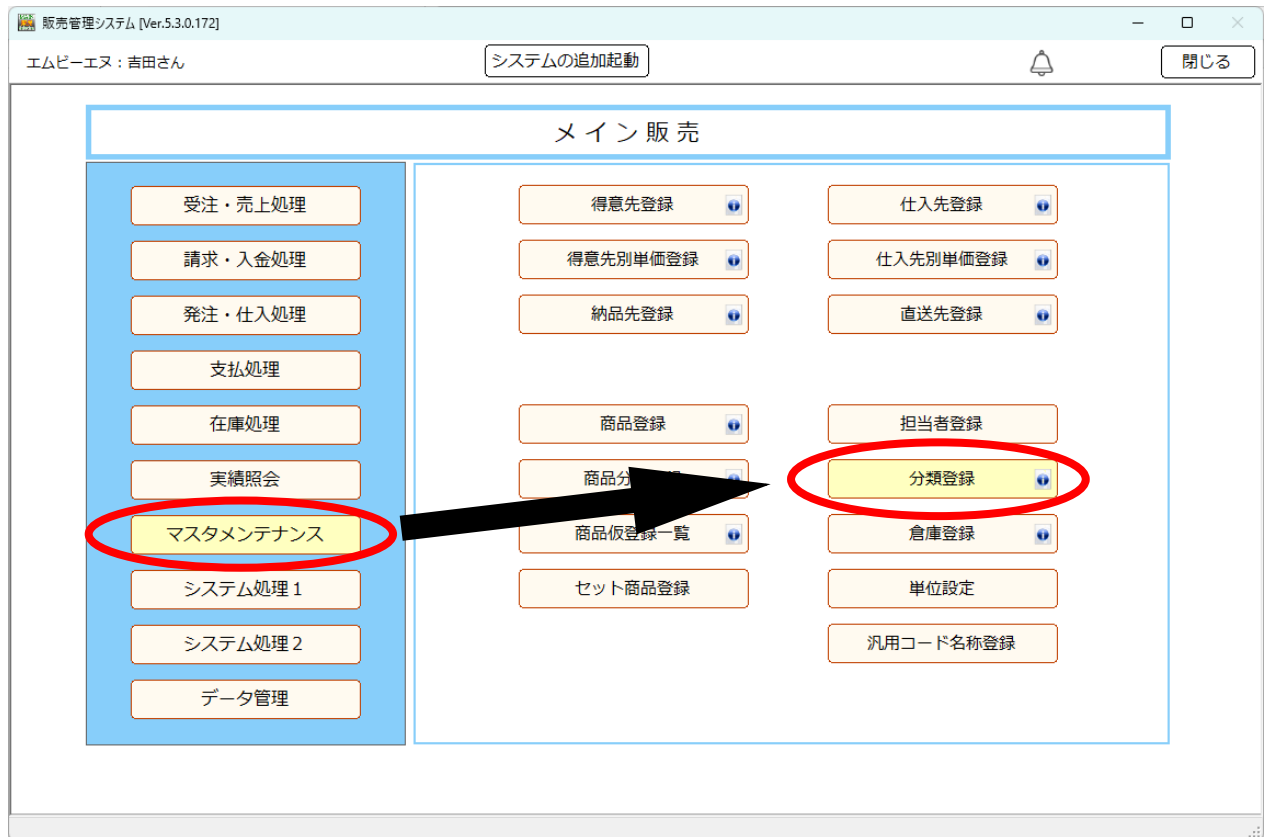 販売管理システム [Ver.5.3.0.172]
エムビーエヌ：吉田さん
システムの追加起動
閉じる
メイン販売
受注・売上処理
請求・入金処理
発注・仕入処理
支払処理
在庫処理
実績照会
マスタメンテナンス
システム処理１
システム処理２
データ管理
得意先登録
仕入先登録
得意先別単価登録
仕入先別単価登録
納品先登録
直送先登録
商品登録
担当者登録
商品分
分類登録
商品仮登録一覧
倉庫登録
セット商品登録
単位設定
汎用コード名称登録